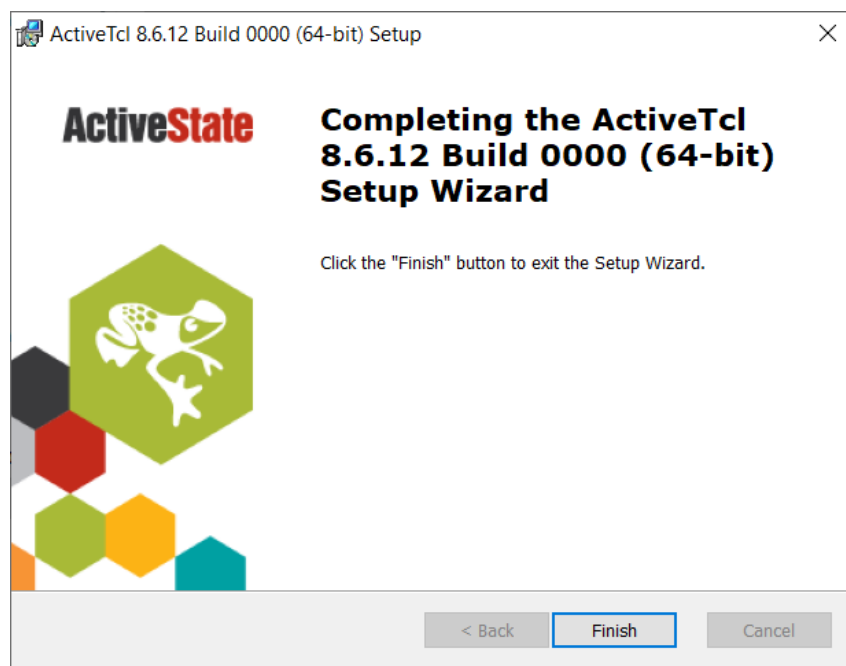 ActiveTcl 8.6.12 Build 0000 (64-bit) Setup
ActiveState
Completing the ActiveTcl
8.6.12 Build 0000 (64-bit)
Setup Wizard
Click the "Finish" button to exit the Setup Wizard.
< Back
Finish
Cancel